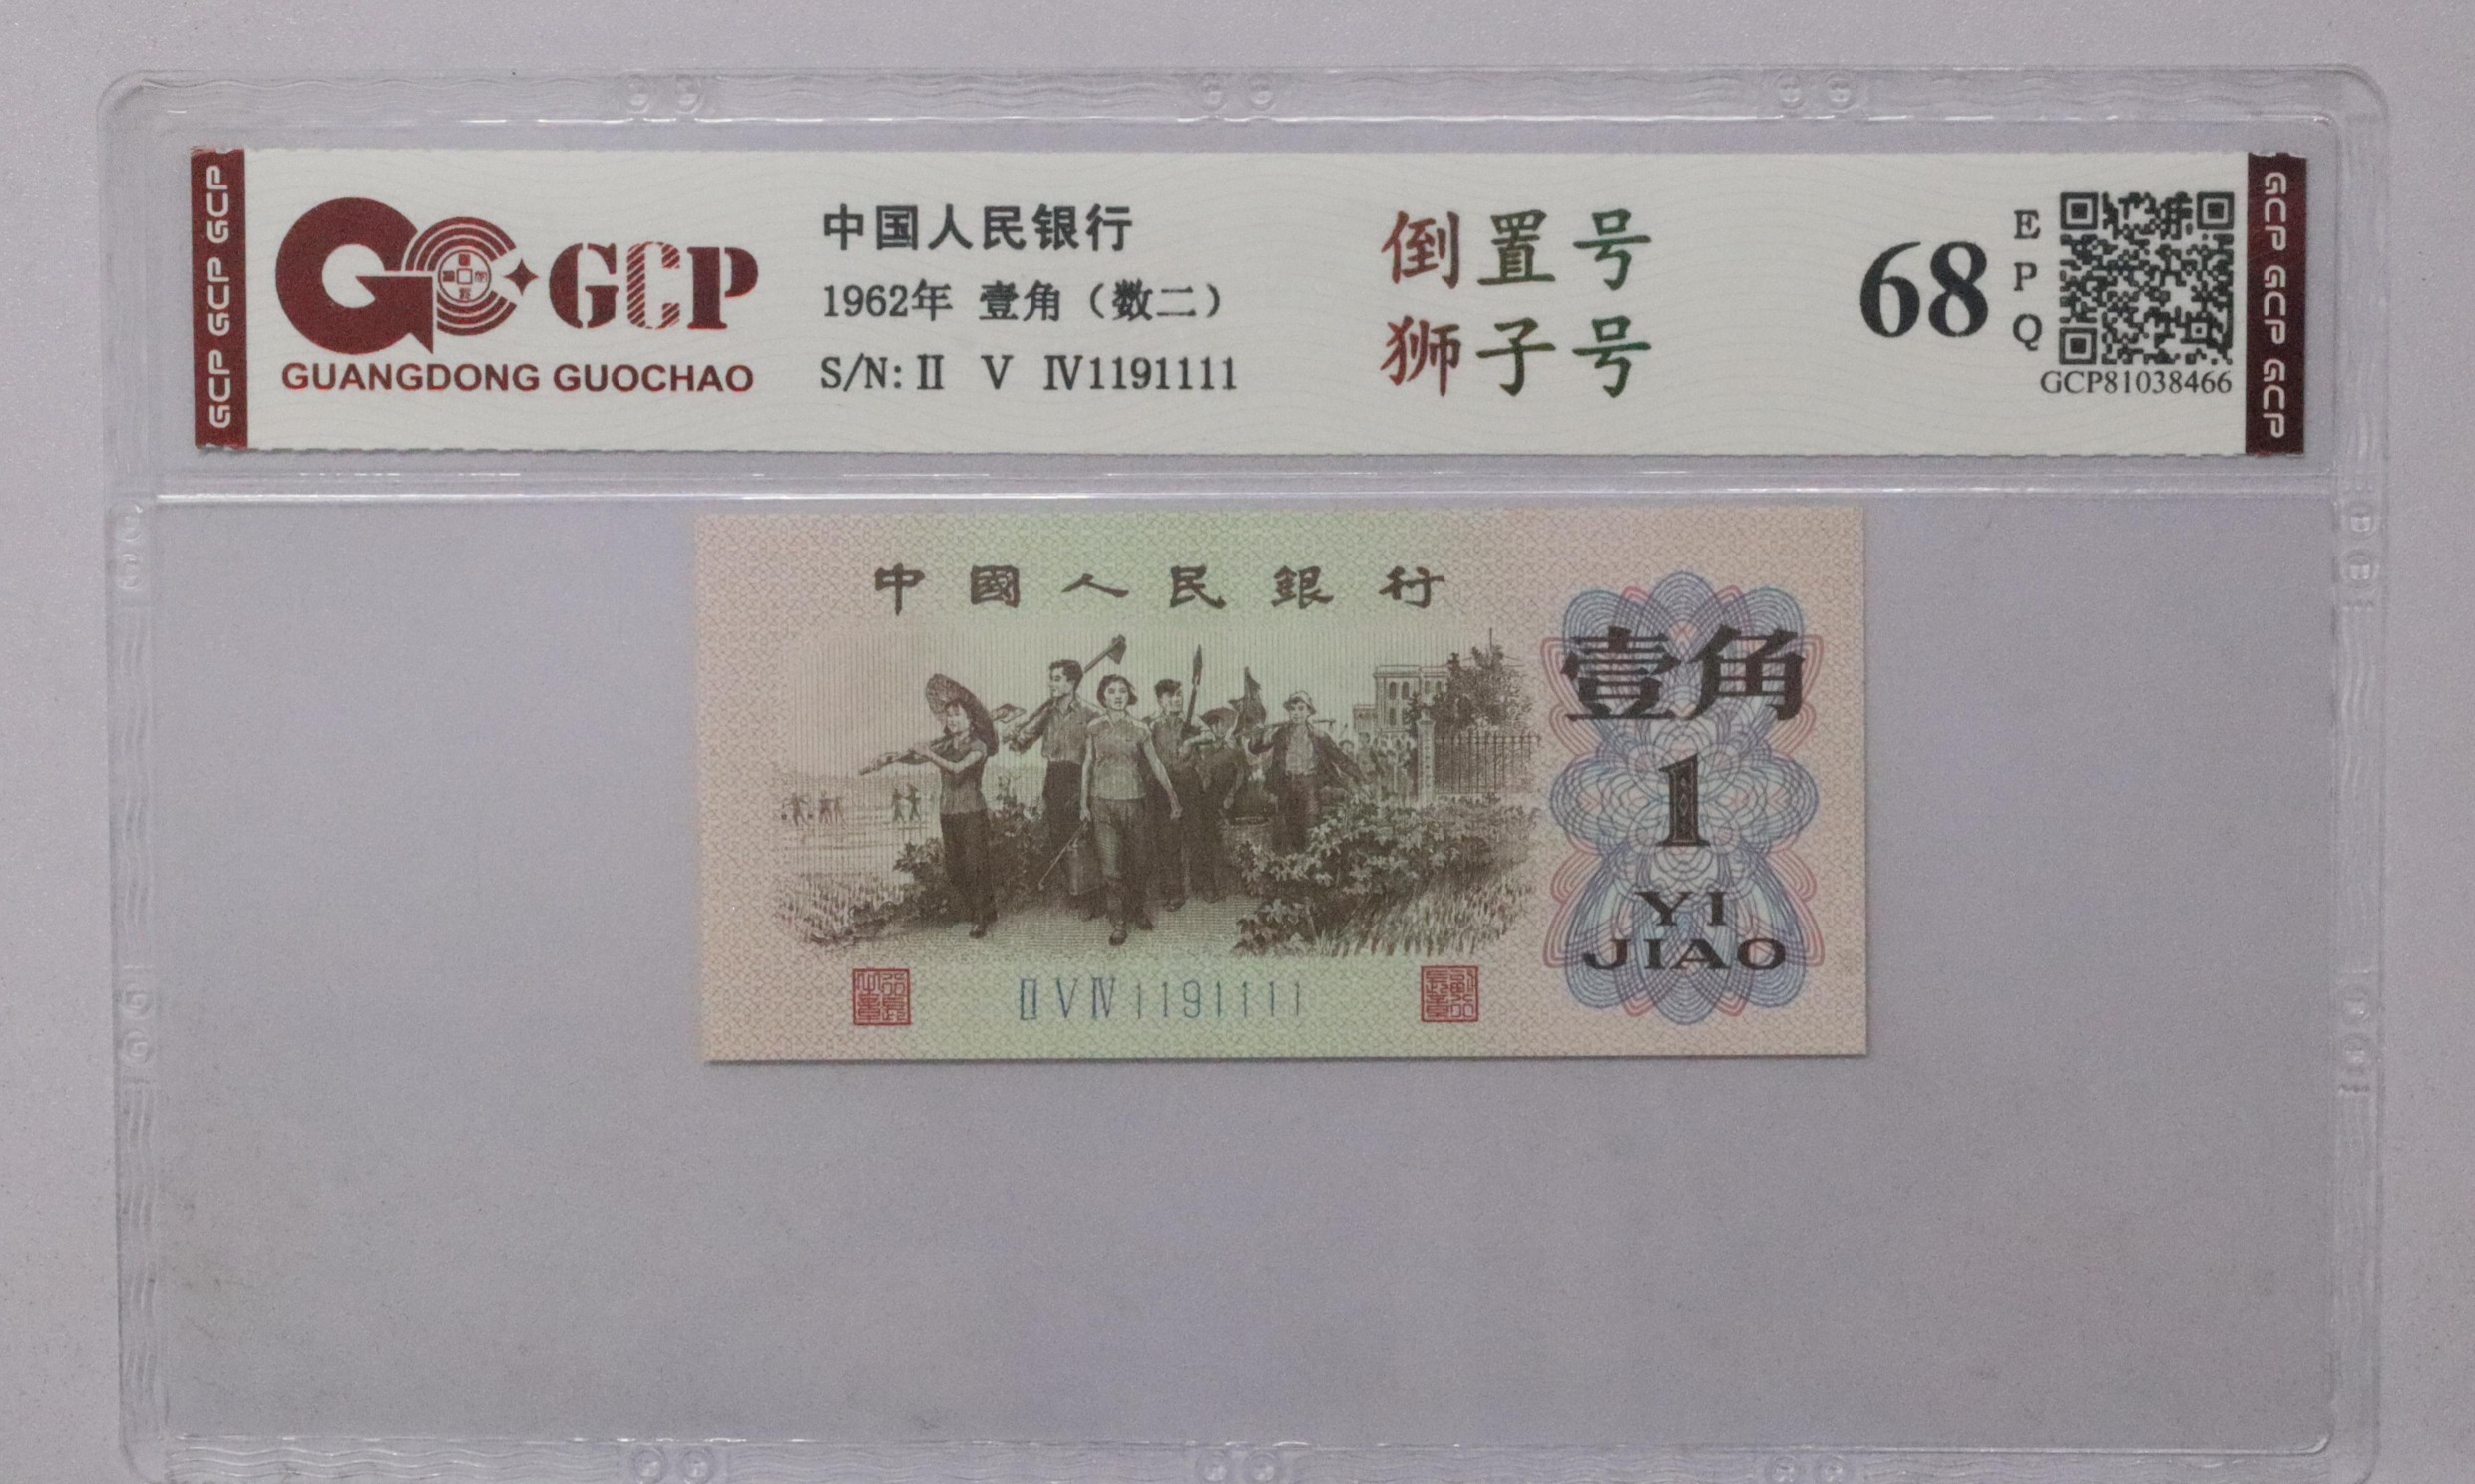 GCP GCP GCP
GCP
GUANGDONG GUOCHAO
中国人民银行
1962年 壹角（数二）
S/N: Ⅱ Ⅴ Ⅳ1191111
倒置号
狮子号
68
EPQ
GCP81038466
GCP GCP GCP
中國人民銀行
壹角
1
YI
JIAO
ⅡⅤⅣ1191111